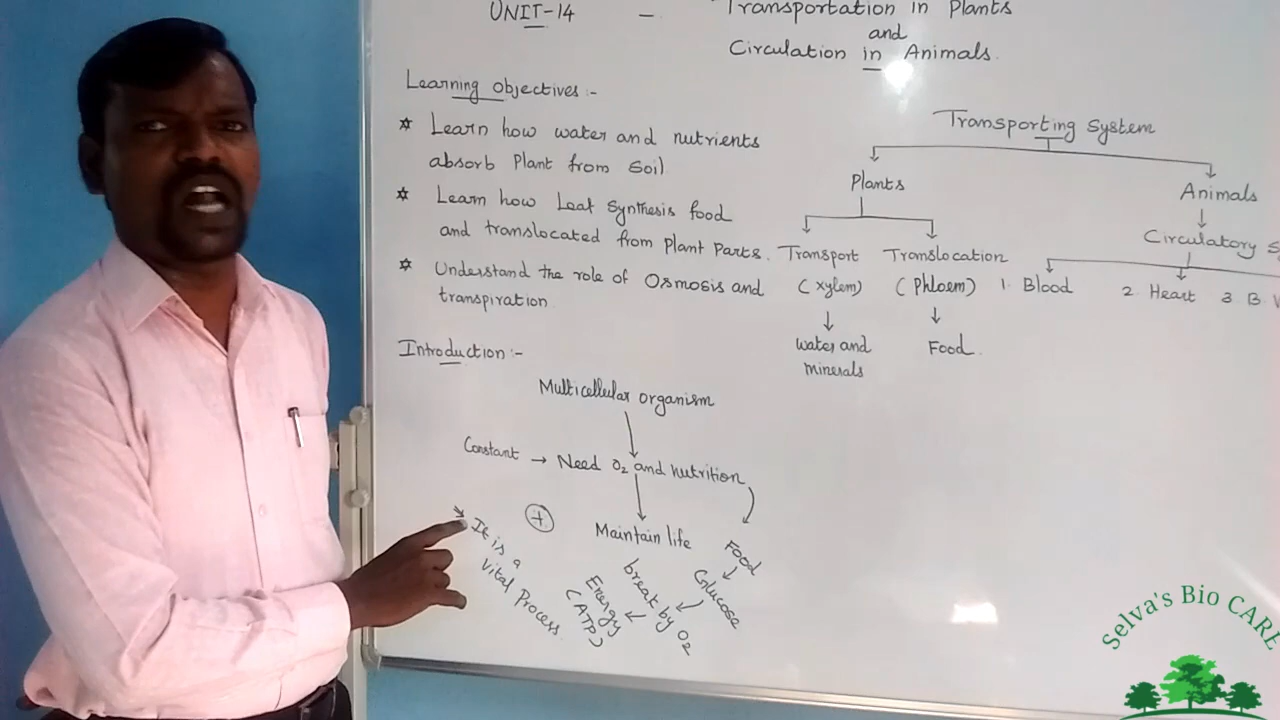 UNIT-14 - Transportation in Plants
and
Circulation in Animals.
Learning objectives :-
Learn how water and nutrients
absorb Plant from Soil.
Learn how Leaf Synthesis food
and translocated from Plant Parts.
Understand the role of Osmosis and
transpiration
Transporting System
Plants
Animals
Transport
(xylem)
water and
minerals
Translocation
(Phloem)
Food.
Circulatory S
1. Blood
2. Heart
3. B.
Introduction :-
Multicellular organism
Constant → Need O₂ and nutrition
Maintain life
Food
Glucose
break by O₂
Energy
(ATP)
+
It is a
Vital Process.
Selva's Bio CARE